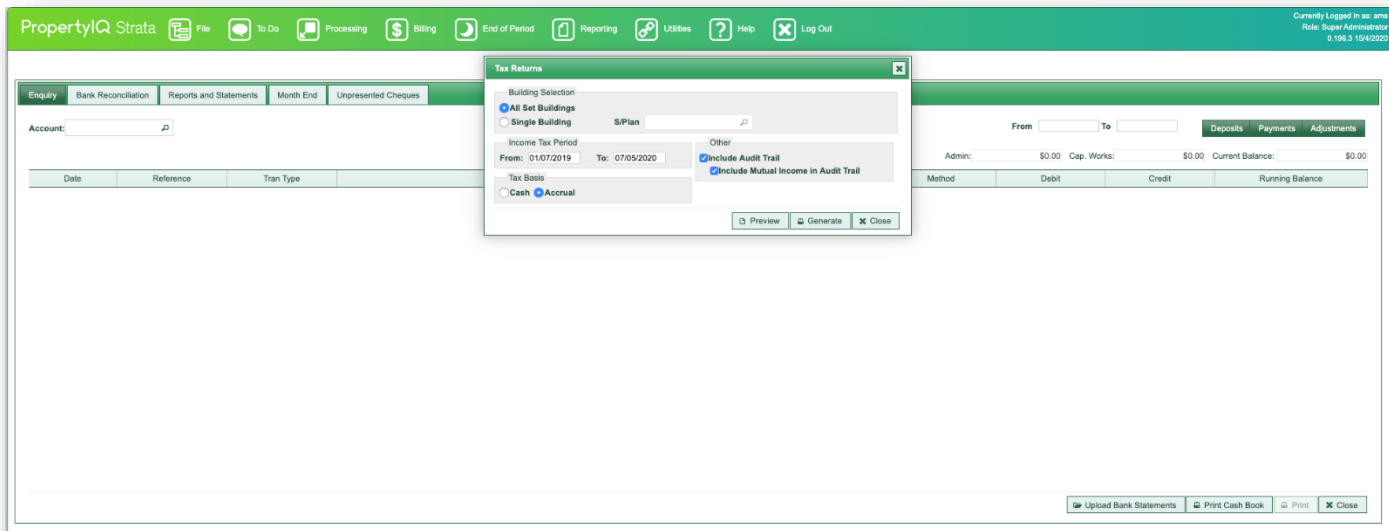 PropertyIQ Strata File To Do Processing Billing End of Period Reporting Utilities Help Log Out
Currently Logged In as: ams
Role: Super Administrator
0.196.3 15/4/2020
Tax Returns
Building Selection
All Set Buildings
Single Building S/Plan
Income Tax Period
From: 01/07/2019 To: 07/05/2020
Other
Include Audit Trail
Include Mutual Income in Audit Trail
Tax Basis
Cash Accrual
Preview Generate Close
Enquiry Bank Reconciliation Reports and Statements Month End Unpresented Cheques
Account: From To Deposits Payments Adjustments
Admin: $0.00 Cap. Works: $0.00 Current Balance: $0.00
Date Reference Tran Type Method Debit Credit Running Balance
Upload Bank Statements Print Cash Book Print Close